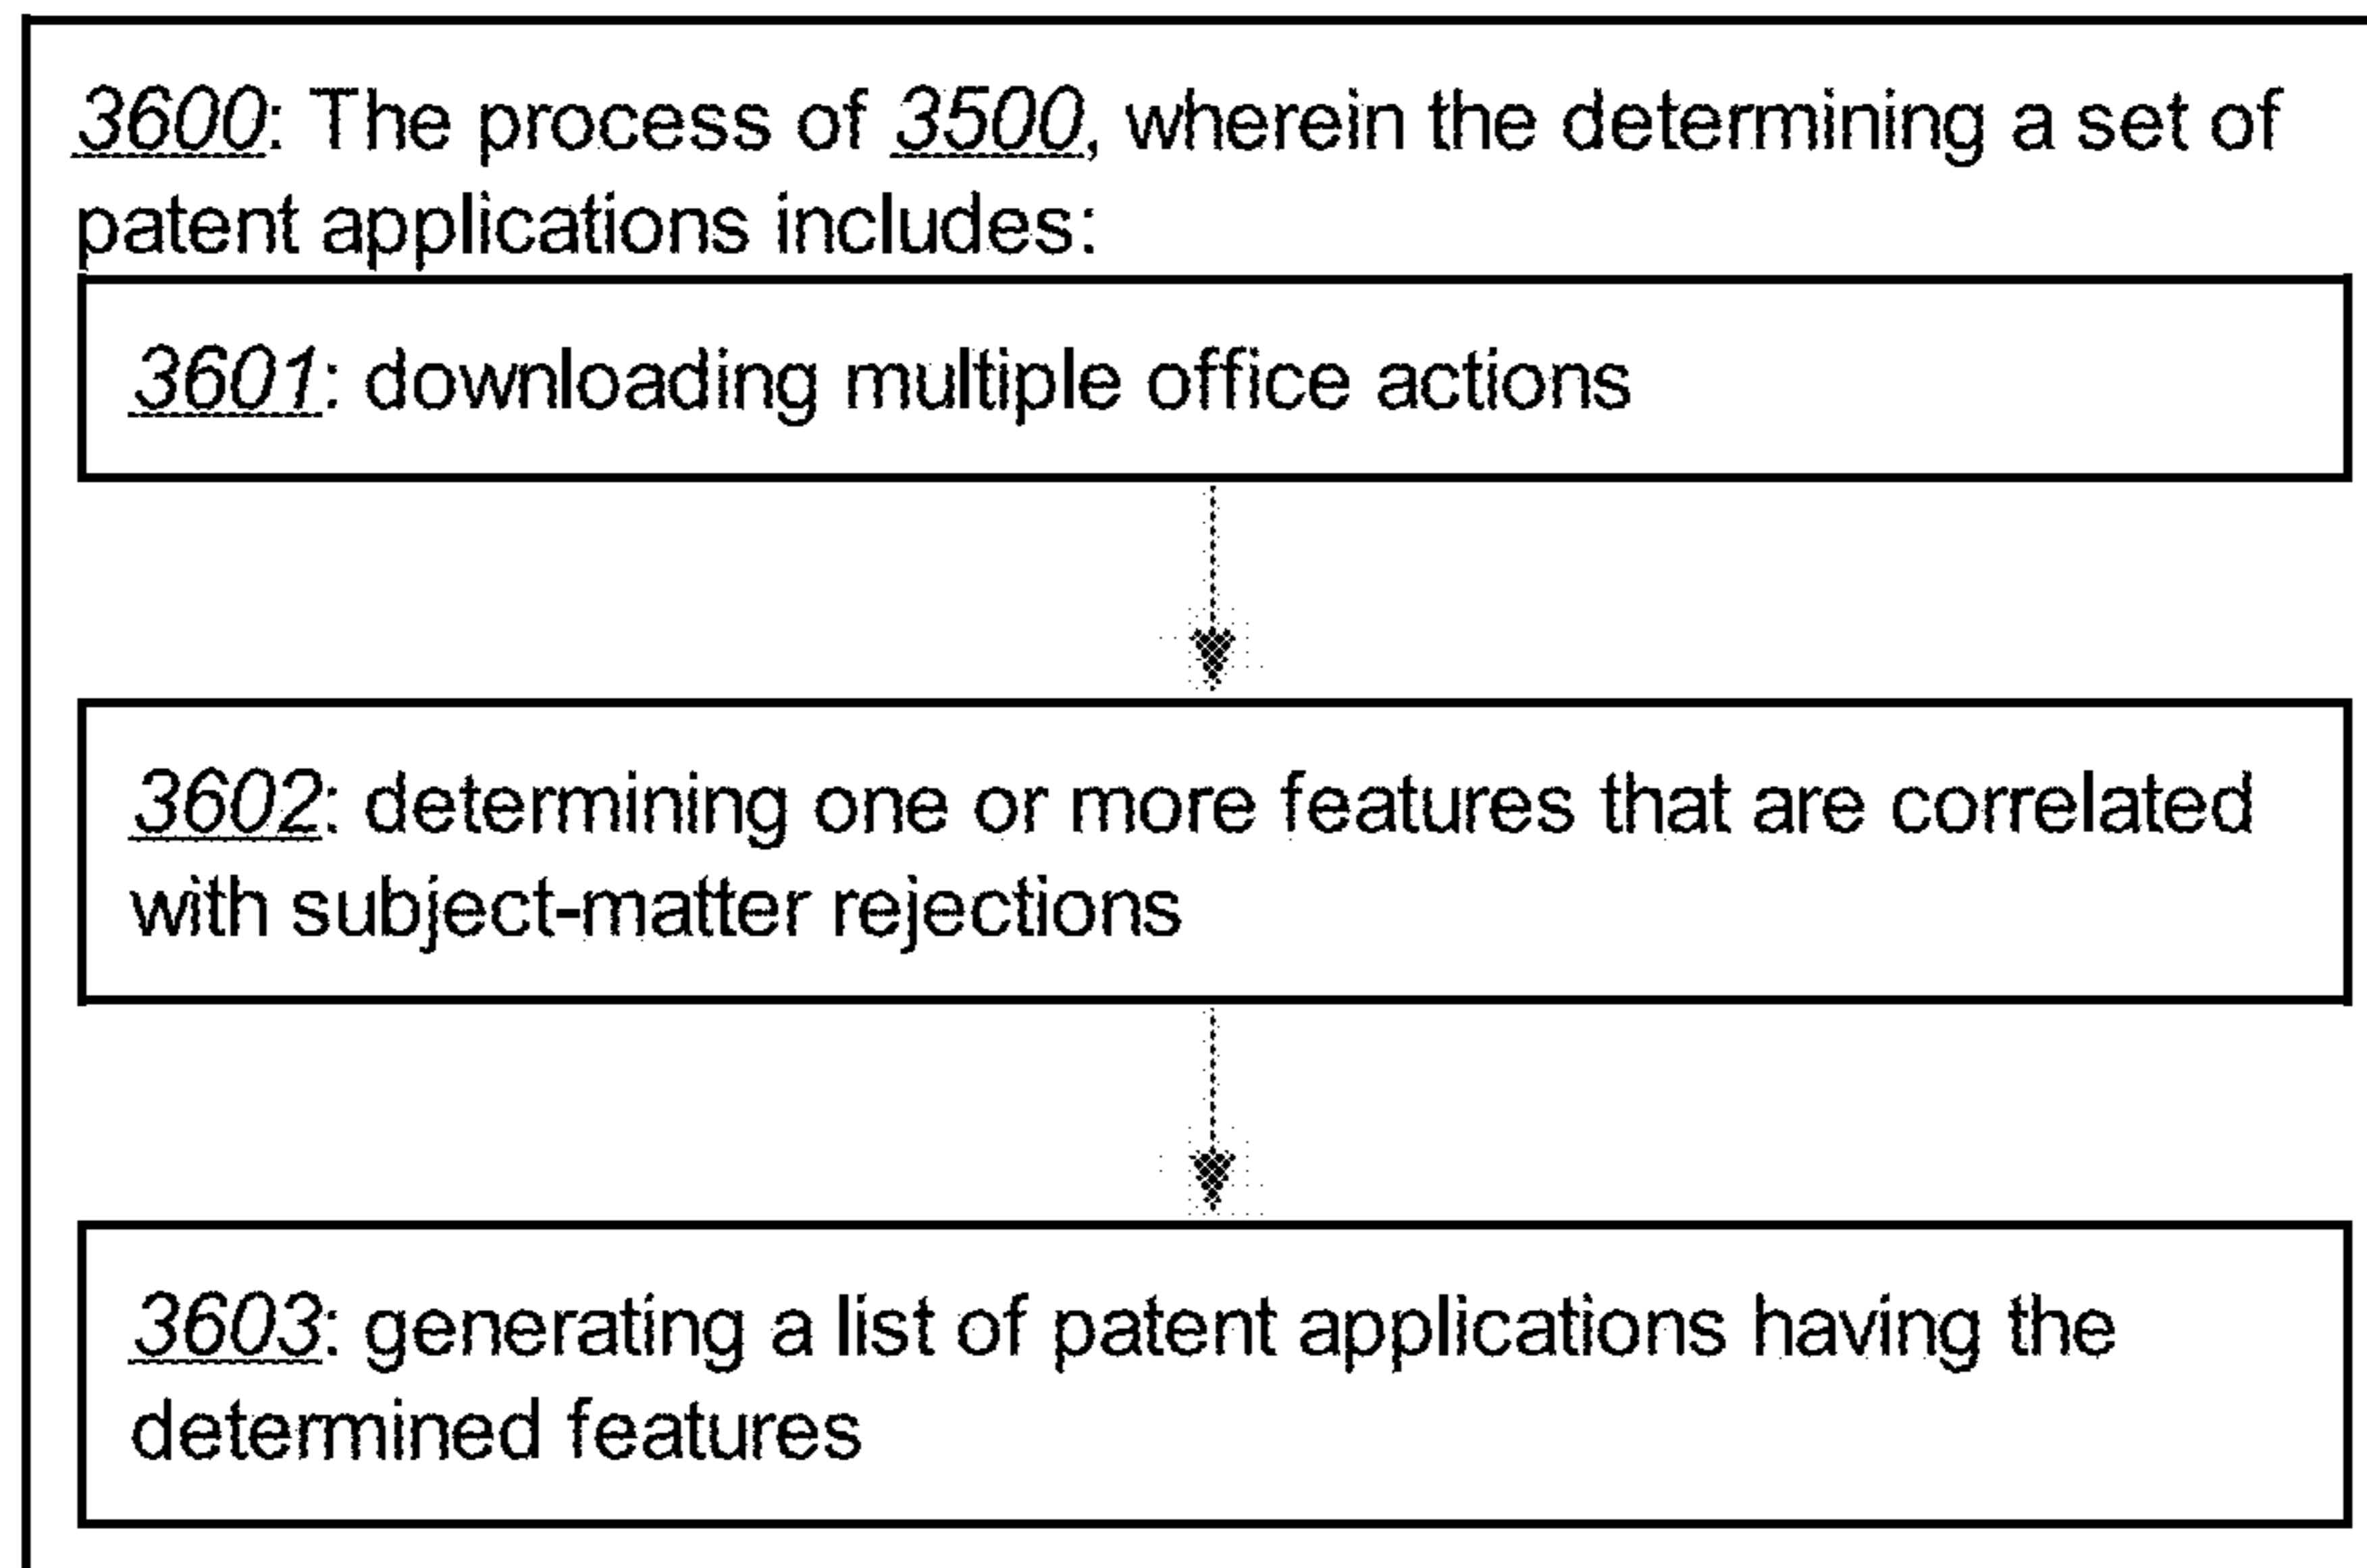 3600: The process of 3500, wherein the determining a set of
patent applications includes:
3601: downloading multiple office actions
3602: determining one or more features that are correlated
with subject-matter rejections
3603: generating a list of patent applications having the
determined features